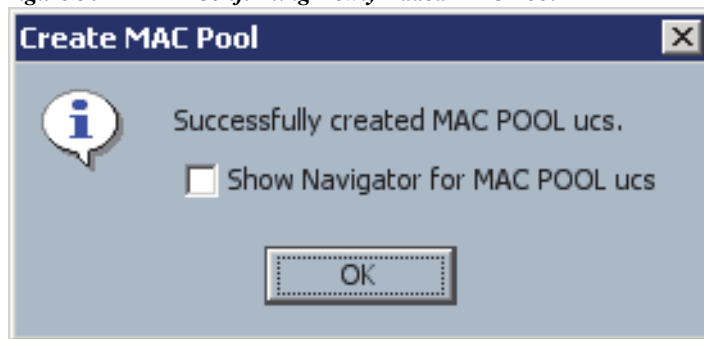 Create MAC Pool
Successfully created MAC POOL ucs.
Show Navigator for MAC POOL ucs
OK